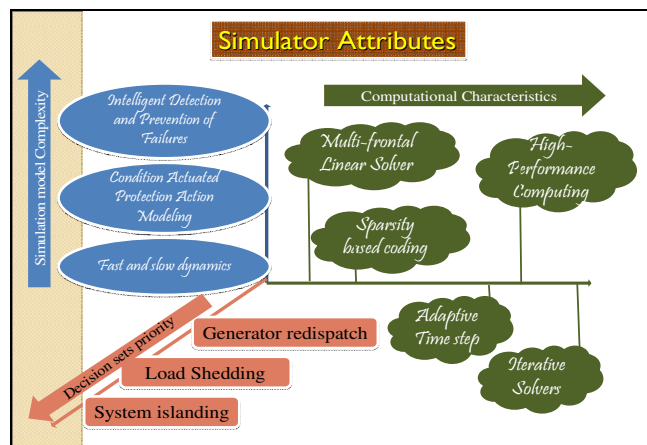 Simulator Attributes
Simulation model Complexity
Intelligent Detection
and Prevention of
Failures
Condition Actuated
Protection Action
Modeling
Fast and slow dynamics
Computational Characteristics
Multi-frontal
Linear Solver
High-
Performance
Computing
Sparsity
based coding
Adaptive
Time step
Iterative
Solvers
Decision sets priority
Generator redispatch
Load Shedding
System islanding